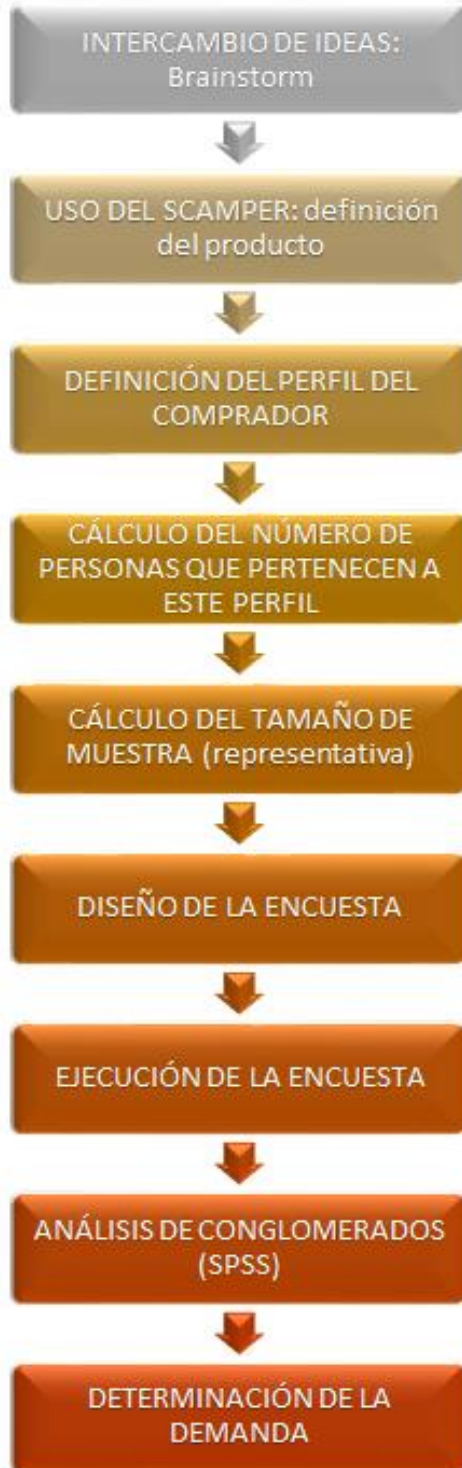 INTERCAMBIO DE IDEAS:
Brainstorm
USO DEL SCAMPER: definición
del producto
DEFINICIÓN DEL PERFIL DEL
COMPRADOR
CÁLCULO DEL NÚMERO DE
PERSONAS QUE PERTENECEN A
ESTE PERFIL
CÁLCULO DEL TAMAÑO DE
MUESTRA (representativa)
DISEÑO DE LA ENCUESTA
EJECUCIÓN DE LA ENCUESTA
ANÁLISIS DE CONGLOMERADOS
(SPSS)
DETERMINACIÓN DE LA
DEMANDA